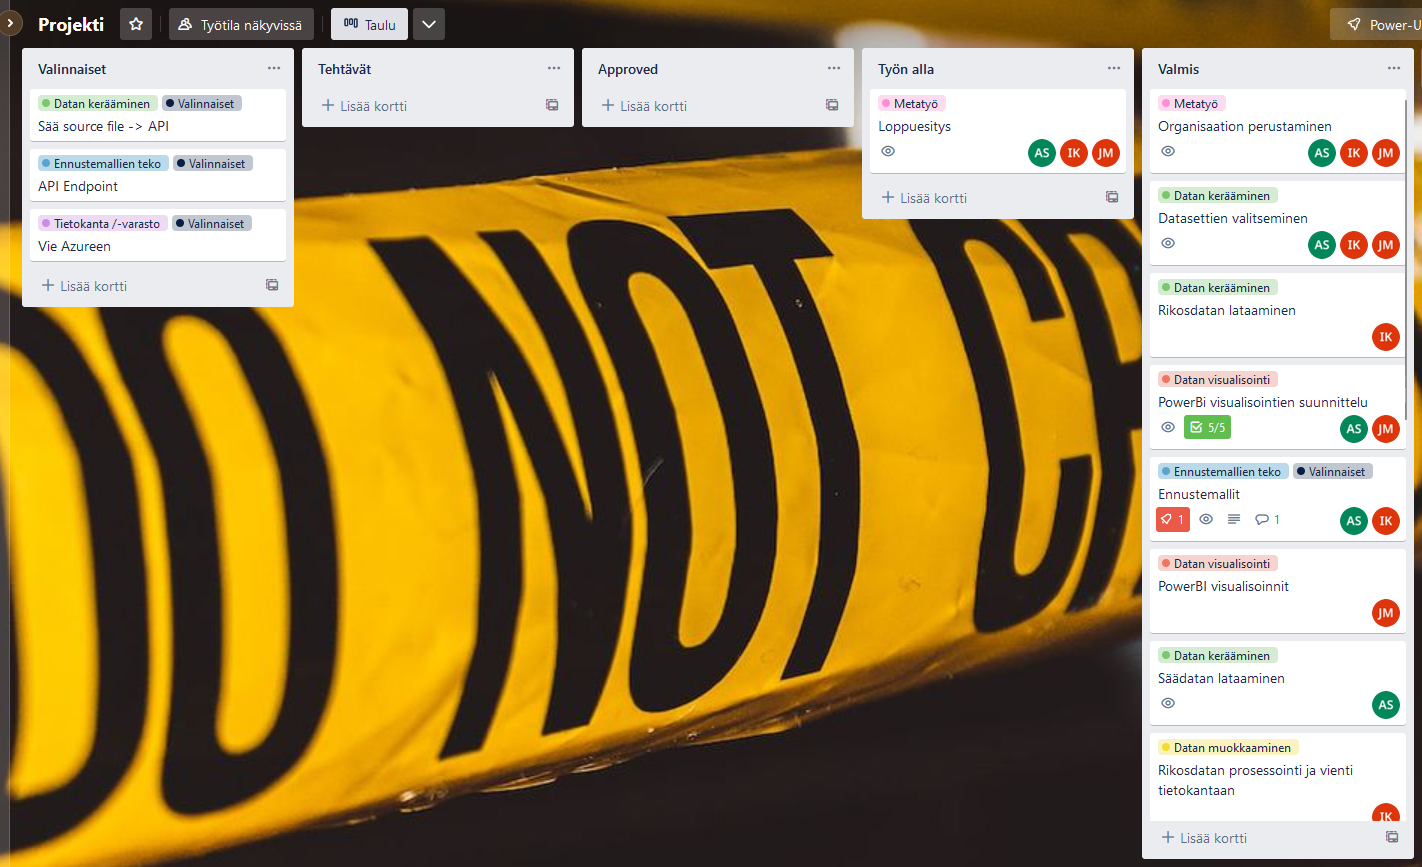 Projekti
Työtila näkyvissä
Taulu
Power-U
Valinnaiset
Datan kerääminen Valinnaiset
Sää source file -> API
Ennustemallien teko Valinnaiset
API Endpoint
Tietokanta /-varasto Valinnaiset
Vie Azureen
+ Lisää kortti
Tehtävät
+ Lisää kortti
Approved
+ Lisää kortti
Työn alla
Metatyö
Loppuesitys
AS IK JM
+ Lisää kortti
Valmis
Metatyö
Organisaation perustaminen
AS IK JM
Datan kerääminen
Datasettien valitseminen
AS IK JM
Datan kerääminen
Rikosdatan lataaminen
IK
Datan visualisointi
PowerBi visualisointien suunnittelu
5/5 AS JM
Ennustemallien teko Valinnaiset
Ennustemallit
1 1 AS IK
Datan visualisointi
PowerBI visualisoinnit
JM
Datan kerääminen
Säädatan lataaminen
AS
Datan muokkaaminen
Rikosdatan prosessointi ja vienti
tietokantaan
IK
+ Lisää kortti
DO NOT CR